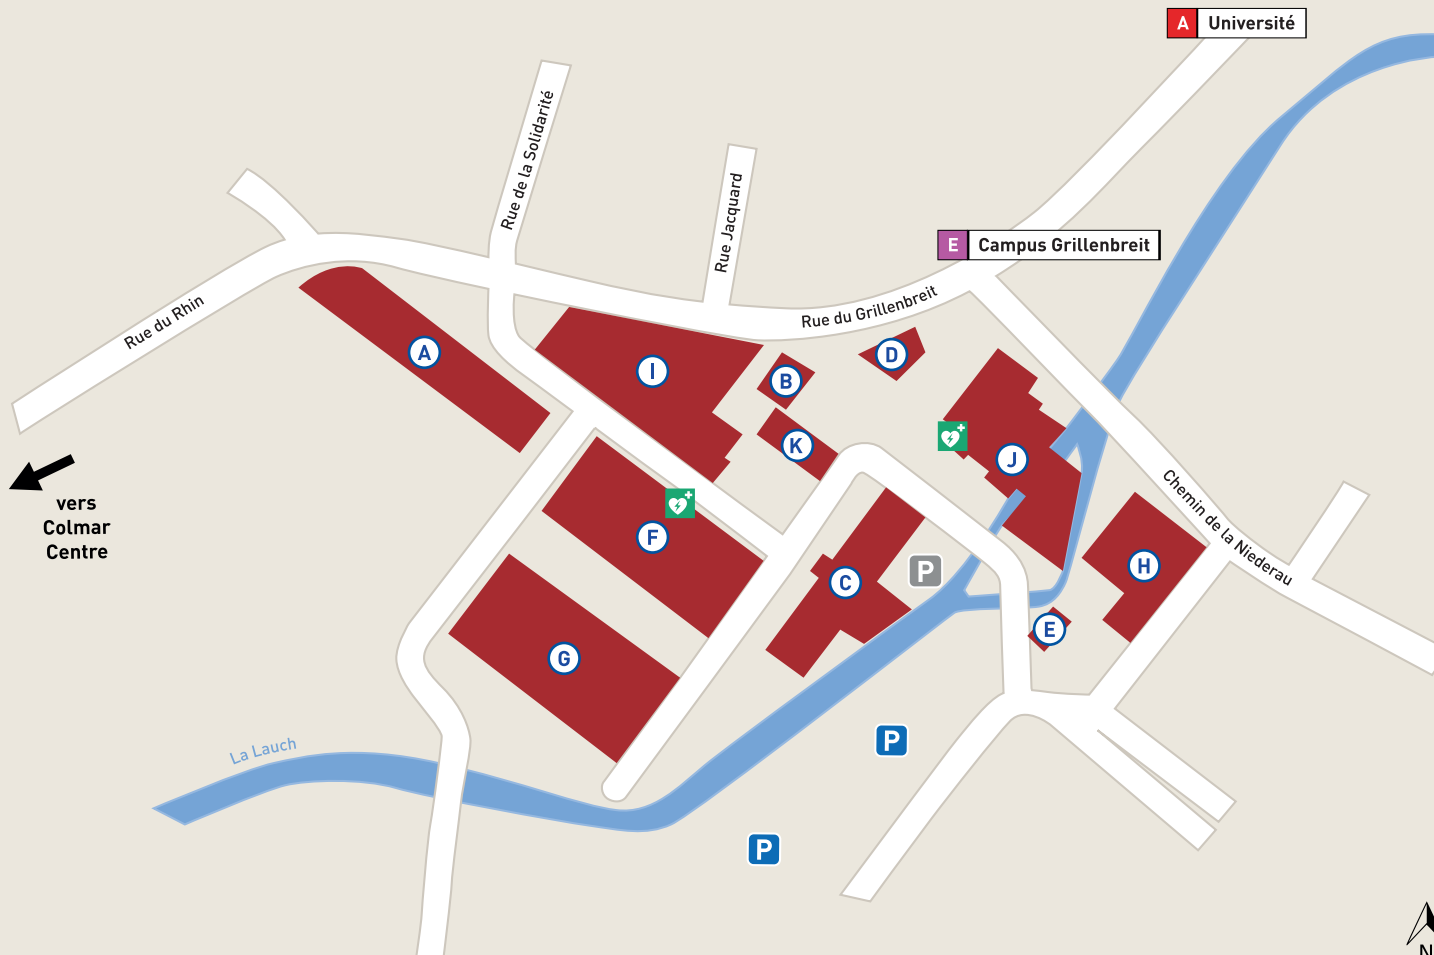 A Université
Rue de la Solidarité
Rue Jacquard
E Campus Grillenbreit
Rue du Rhin
Rue du Grillenbreit
A
I
B
D
K
J
vers
Colmar
Centre
F
C
P
H
Chemin de la Niederau
E
G
La Lauch
P
P
N